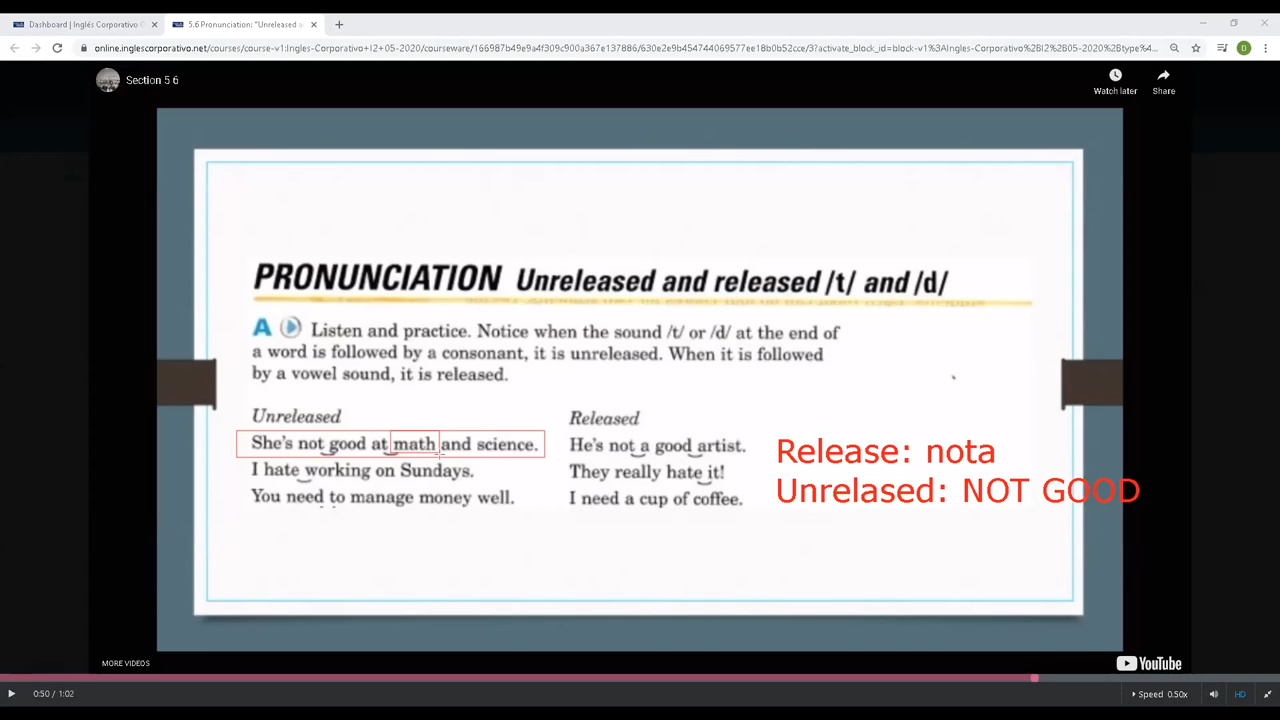 Dashboard | Inglés Corporativo
5.6 Pronunciation: "Unreleased a
online.inglescorporativo.net/courses/course-v1:Ingles-Corporativo+I2+05-2020/courseware/166987b49e9a4f309c900a367e137886/630e2e9b454744069577ee18b0b52cce/3?activate_block_id=block-v1%3AIngles-Corporativo%2BI2%2B05-2020%2Btype%4...
D
Section 5 6
Watch later
Share
PRONUNCIATION Unreleased and released /t/ and /d/
A Listen and practice. Notice when the sound /t/ or /d/ at the end of
a word is followed by a consonant, it is unreleased. When it is followed
by a vowel sound, it is released.
Unreleased
She's not good at math and science.
I hate working on Sundays.
You need to manage money well.
Released
He's not a good artist.
They really hate it!
I need a cup of coffee.
Release: nota
Unrelased: NOT GOOD
MORE VIDEOS
YouTube
0:50 / 1:02
Speed 0.50x
HD